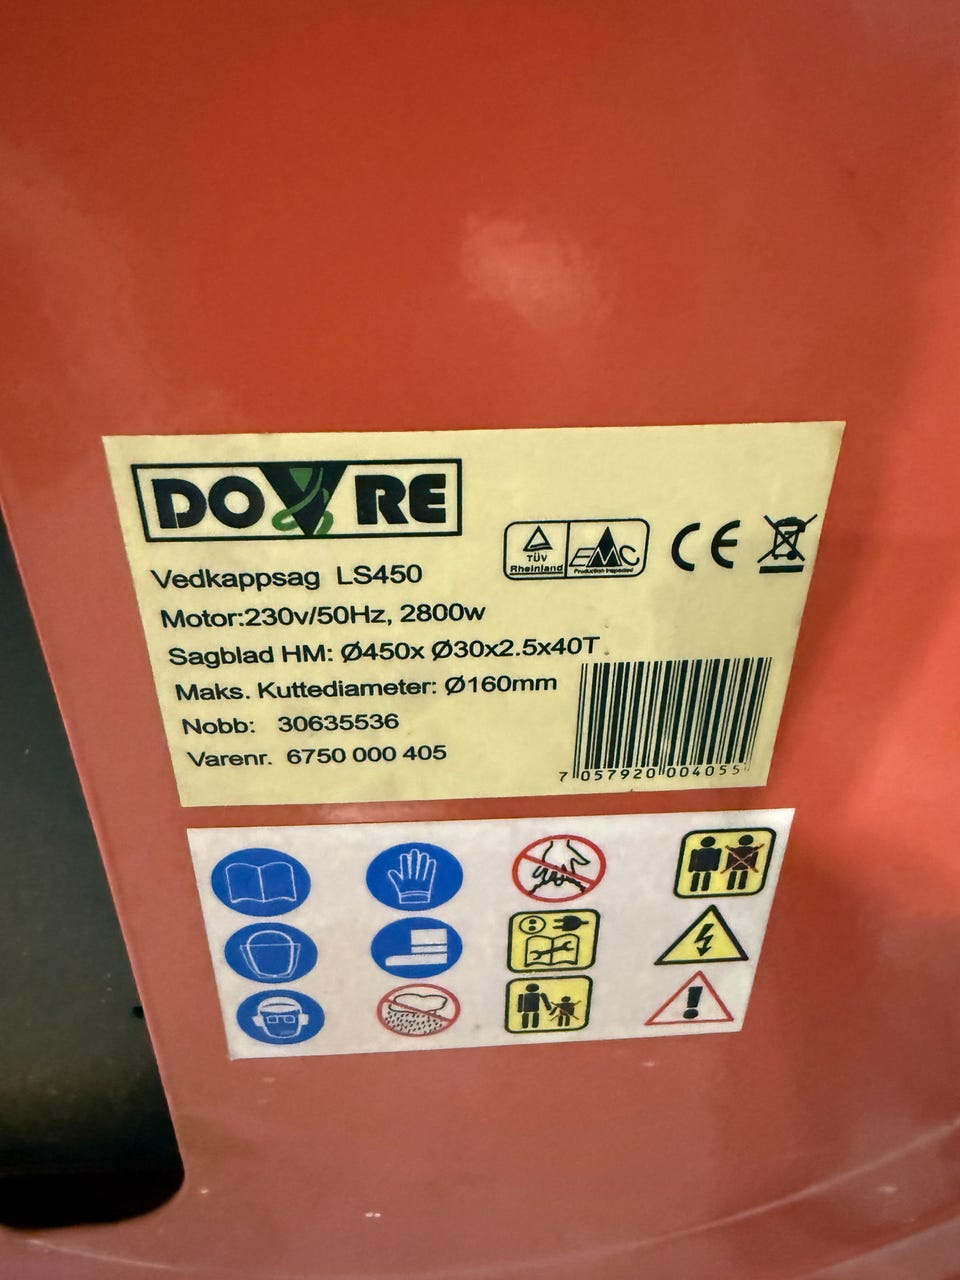 DOVRE
TÜV Rheinland
EMC
Production Inspected
CE
Vedkappsag LS450
Motor:230v/50Hz, 2800w
Sagblad HM: Ø450x Ø30x2.5x40T
Maks. Kuttediameter: Ø160mm
Nobb: 30635536
Varenr. 6750 000 405
7 057920 004055